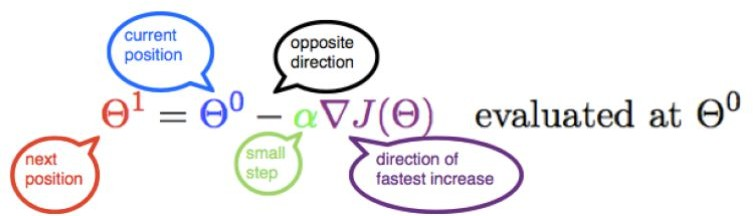 current
position
opposite
direction
Θ¹ = Θ⁰ − α∇J(Θ) evaluated at Θ⁰
next
position
small
step
direction of
fastest increase